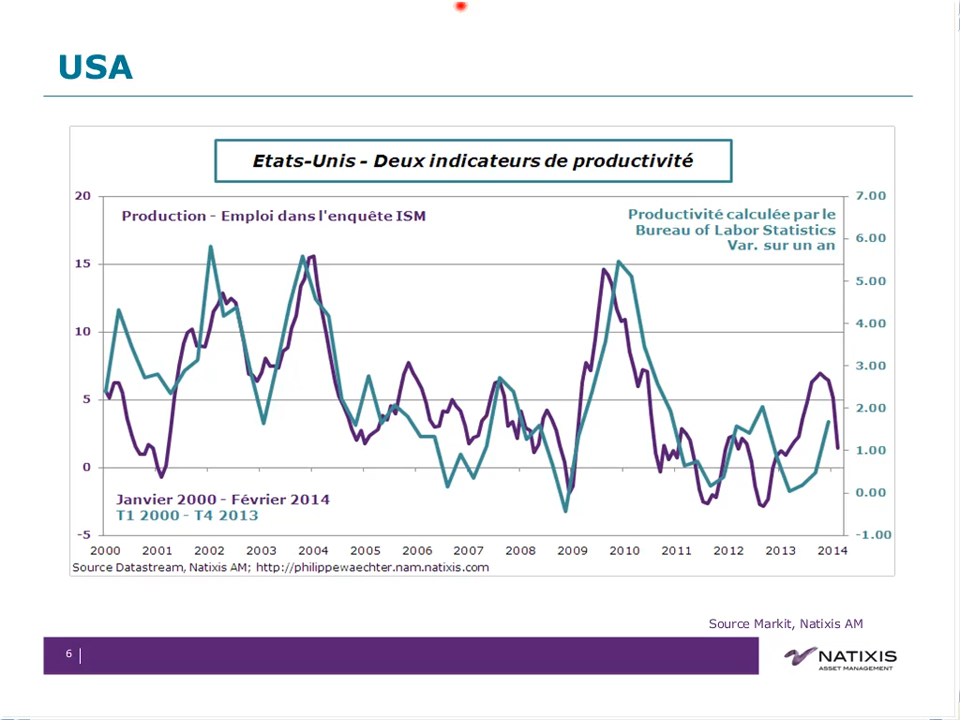 USA
Etats-Unis - Deux indicateurs de productivité
20
7.00
Production - Emploi dans l'enquête ISM
Productivité calculée par le
Bureau of Labor Statistics
Var. sur un an
6.00
15
5.00
10
4.00
3.00
5
2.00
1.00
0
0.00
Janvier 2000 - Février 2014
T1 2000 - T4 2013
-5
-1.00
2000 2001 2002 2003 2004 2005 2006 2007 2008 2009 2010 2011 2012 2013 2014
Source Datastream, Natixis AM; http://philippewaechter.nam.natixis.com
Source Markit, Natixis AM
6
NATIXIS
ASSET MANAGEMENT